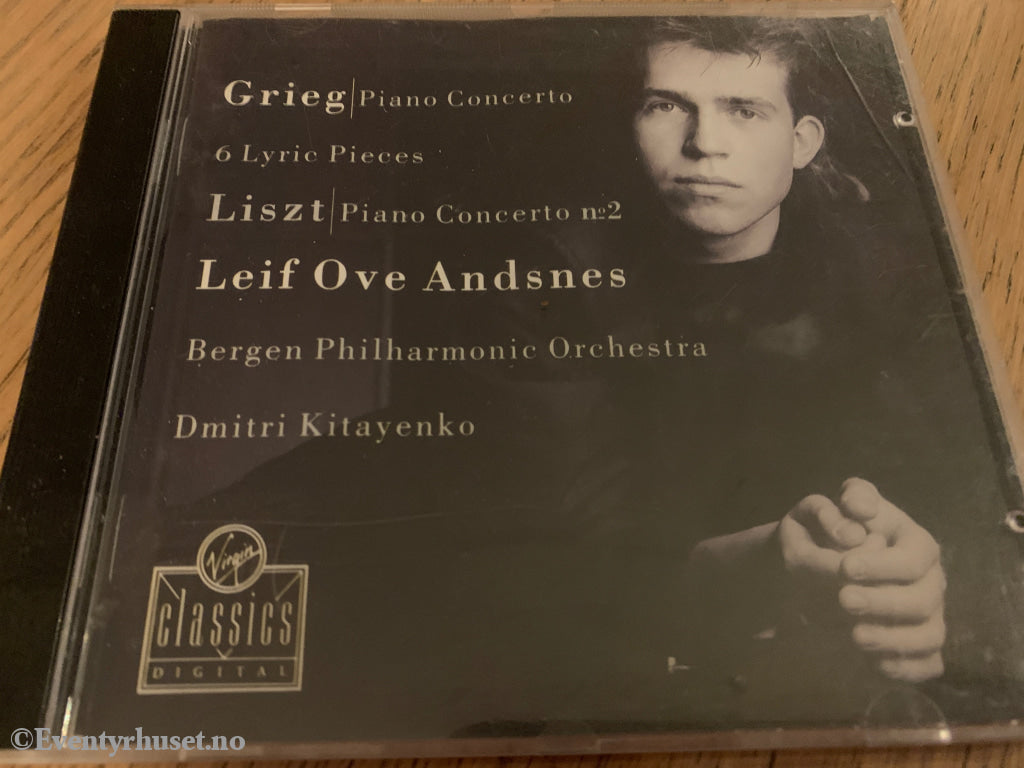 Grieg|Piano Concerto
6 Lyric Pieces
Liszt|Piano Concerto nº2
Leif Ove Andsnes
Bergen Philharmonic Orchestra
Dmitri Kitayenko
Virgin
classics
DIGITAL
©Eventyrhuset.no